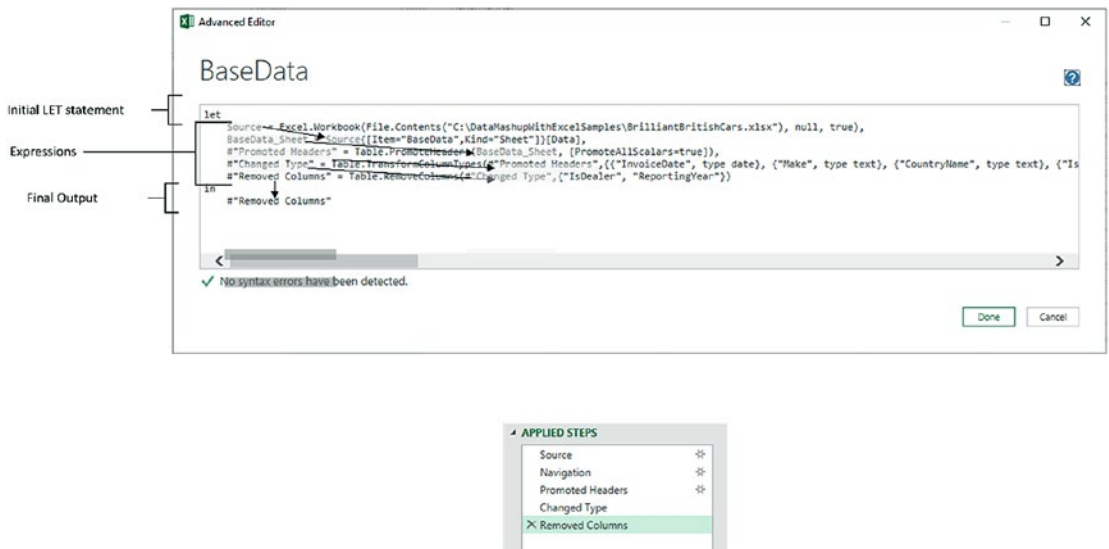 Advanced Editor
BaseData
Initial LET statement
let
Source = Excel.Workbook(File.Contents("C:\DataMashupWithExcelSamples\BrilliantBritishCars.xlsx"), null, true),
BaseData_Sheet = Source{[Item="BaseData",Kind="Sheet"]}[Data],
Expressions
#"Promoted Headers" = Table.PromoteHeaders(BaseData_Sheet, [PromoteAllScalars=true]),
#"Changed Type" = Table.TransformColumnTypes(#"Promoted Headers",{{"InvoiceDate", type date}, {"Make", type text}, {"CountryName", type text}, {"Is
#"Removed Columns" = Table.RemoveColumns(#"Changed Type",{"IsDealer", "ReportingYear"})
Final Output
in
#"Removed Columns"
No syntax errors have been detected.
Done Cancel
APPLIED STEPS
Source
Navigation
Promoted Headers
Changed Type
Removed Columns